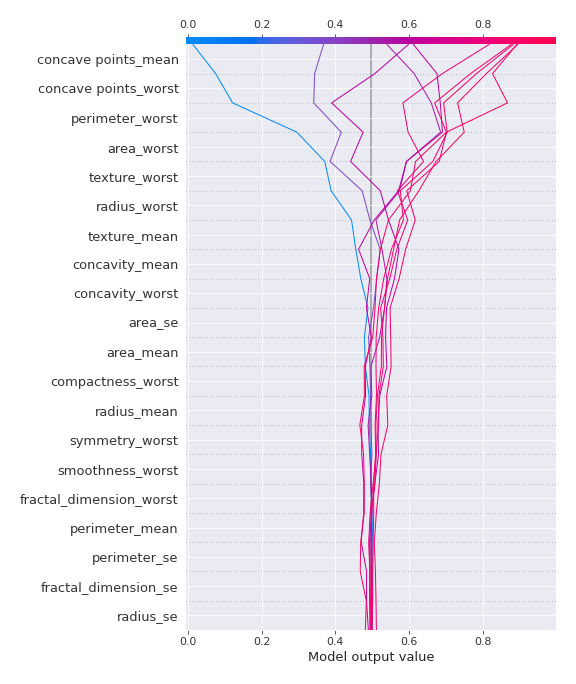 0.0 0.2 0.4 0.6 0.8
concave points_mean
concave points_worst
perimeter_worst
area_worst
texture_worst
radius_worst
texture_mean
concavity_mean
concavity_worst
area_se
area_mean
compactness_worst
radius_mean
symmetry_worst
smoothness_worst
fractal_dimension_worst
perimeter_mean
perimeter_se
fractal_dimension_se
radius_se
0.0 0.2 0.4 0.6 0.8
Model output value